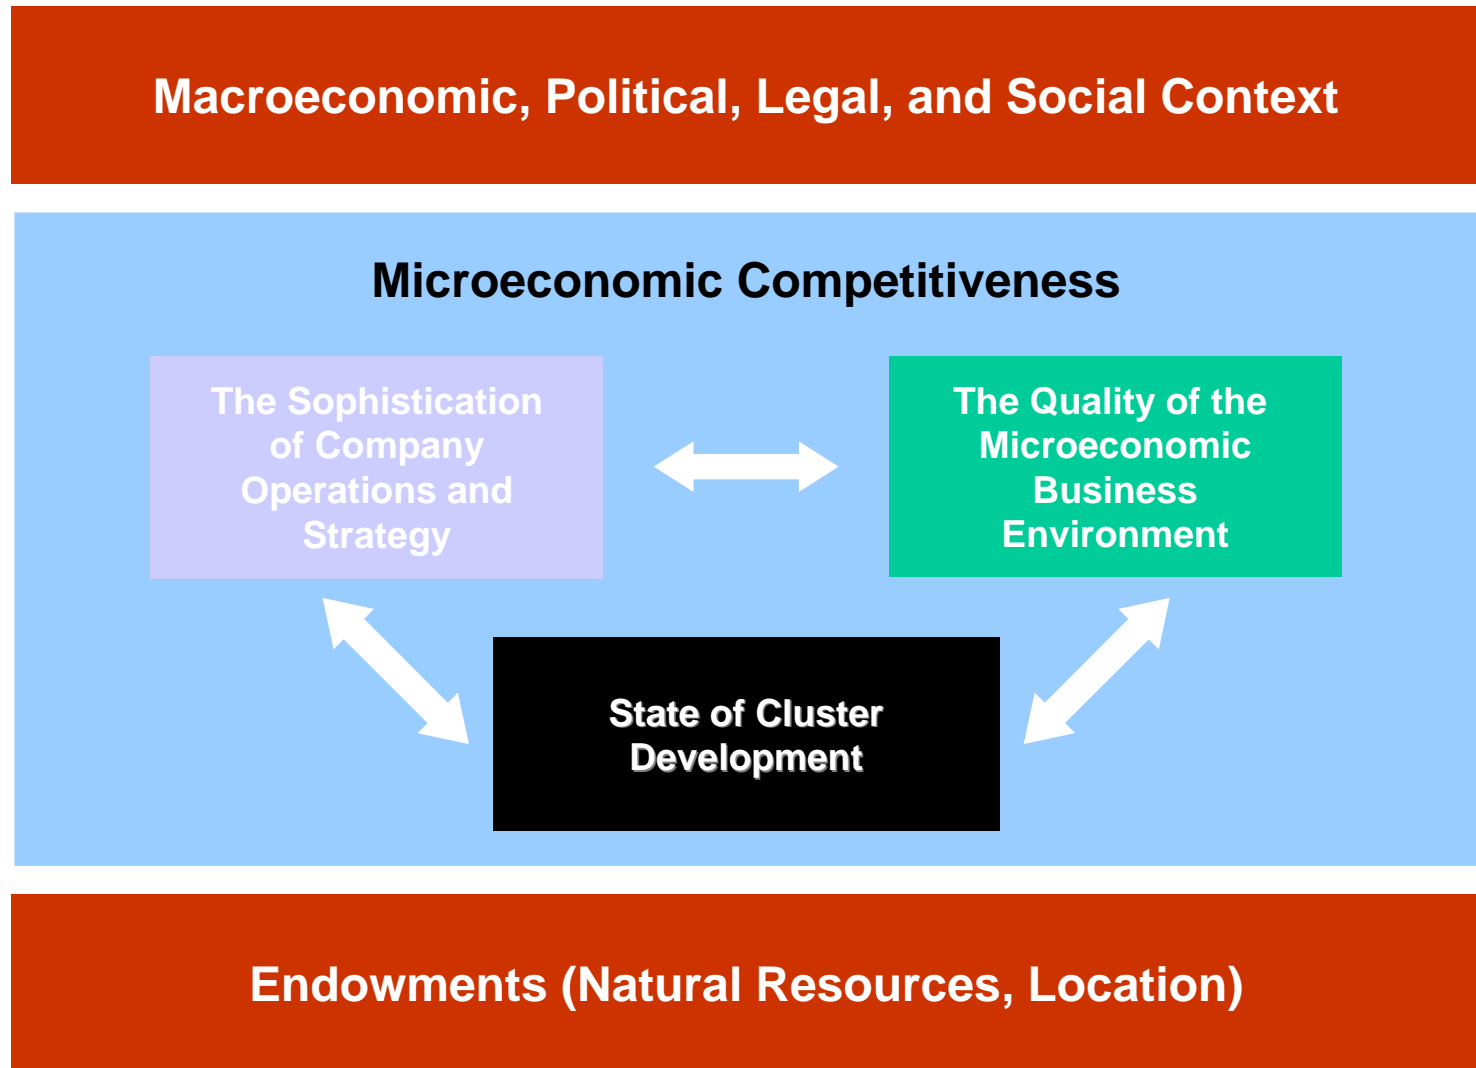 Macroeconomic, Political, Legal, and Social Context
Microeconomic Competitiveness
The Sophistication
of Company
Operations and
Strategy
The Quality of the
Microeconomic
Business
Environment
State of Cluster
Development
Endowments (Natural Resources, Location)